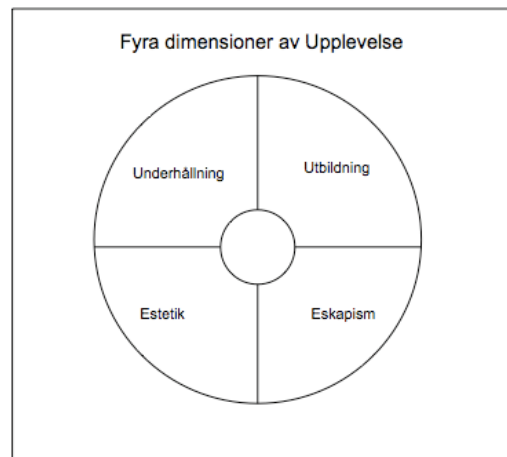 Fyra dimensioner av Upplevelse
Underhållning
Utbildning
Estetik
Eskapism